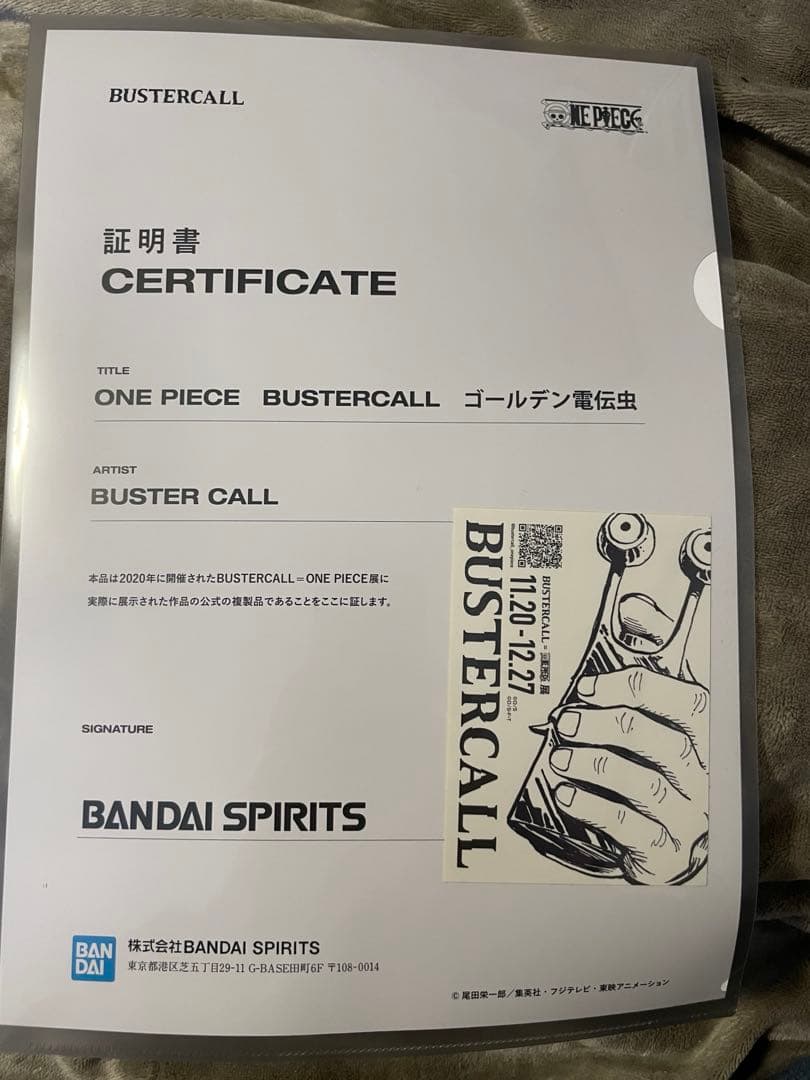 BUSTERCALL
ONE PIECE
証明書
CERTIFICATE
TITLE
ONE PIECE BUSTERCALL ゴールデン電伝虫
ARTIST
BUSTER CALL
本品は2020年に開催されたBUSTERCALL=ONE PIECE展に
実際に展示された作品の公式の複製品であることをここに証します。
SIGNATURE
BANDAI SPIRITS
BUSTERCALL
11.20-12.27
BUSTERCALL=
展
BAN
DAI
株式会社BANDAI SPIRITS
東京都港区芝五丁目29-11 G-BASE田町6F 〒108-0014
© 尾田栄一郎/集英社・フジテレビ・東映アニメーション